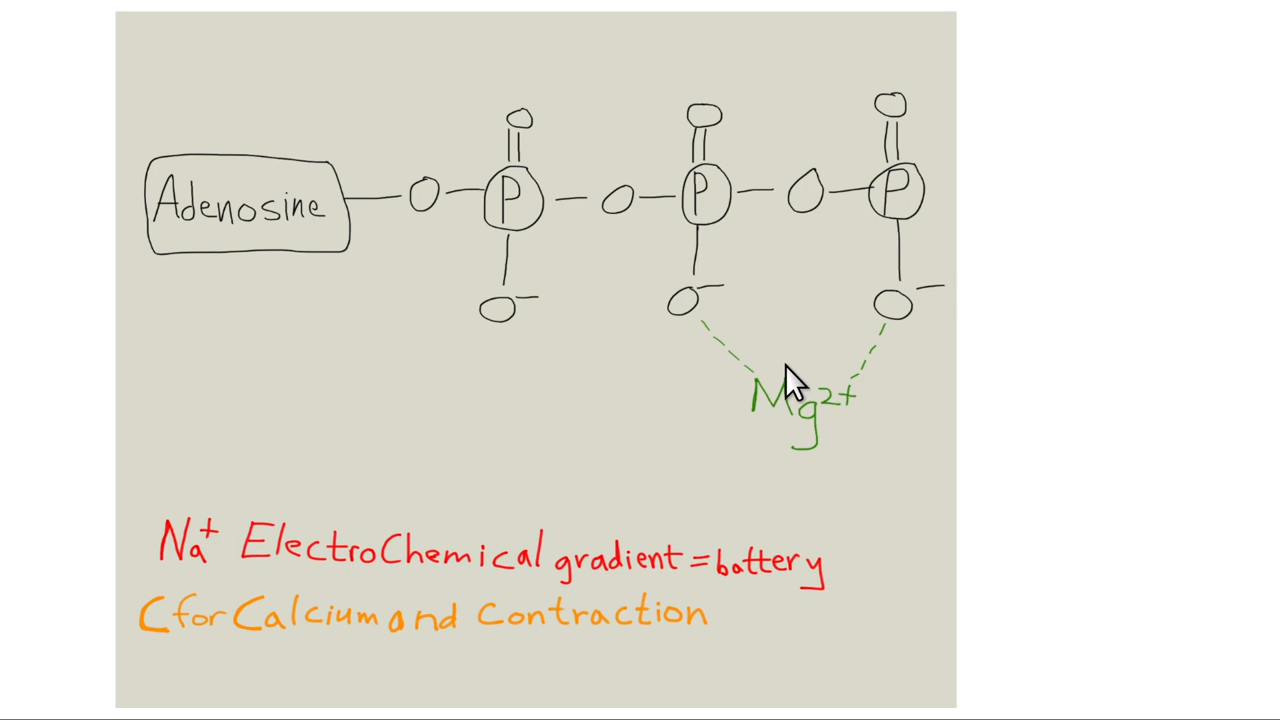 O O O
Adenosine O P O P O P
O⁻ O⁻ O⁻
Mg²⁺
Na⁺ ElectroChemical gradient = battery
C for Calcium and Contraction